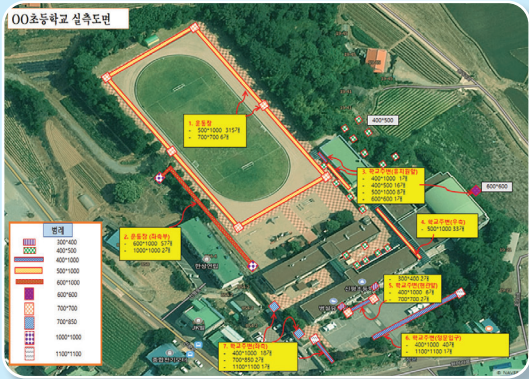 OO초등학교 실측도면
1. 운동장
- 500*1000 315개
- 700*700 6개
400*500
3. 학교주변(
- 400*1000 1개
- 400*500 16개
- 500*1000 8개
- 600*600 1개
600*600
4. 학교주변(우측)
- 500*1000 33개
2. 운동장 (좌측부)
- 600*1000 57개
- 1000*1000 2개
범례
300*400
400*500
400*1000
500*1000
600*1000
600*600
700*700
700*850
1000*1000
1100*1100
- 500*400 2개
5. 학교주변(
- 400*1000 6개
- 700*700 2개
6. 학교주변(정문입구)
- 400*1000 40개
- 1100*1100 1개
7. 학교주변(좌측)
- 400*1000 18개
- 700*850 2개
- 1100*1100 1개